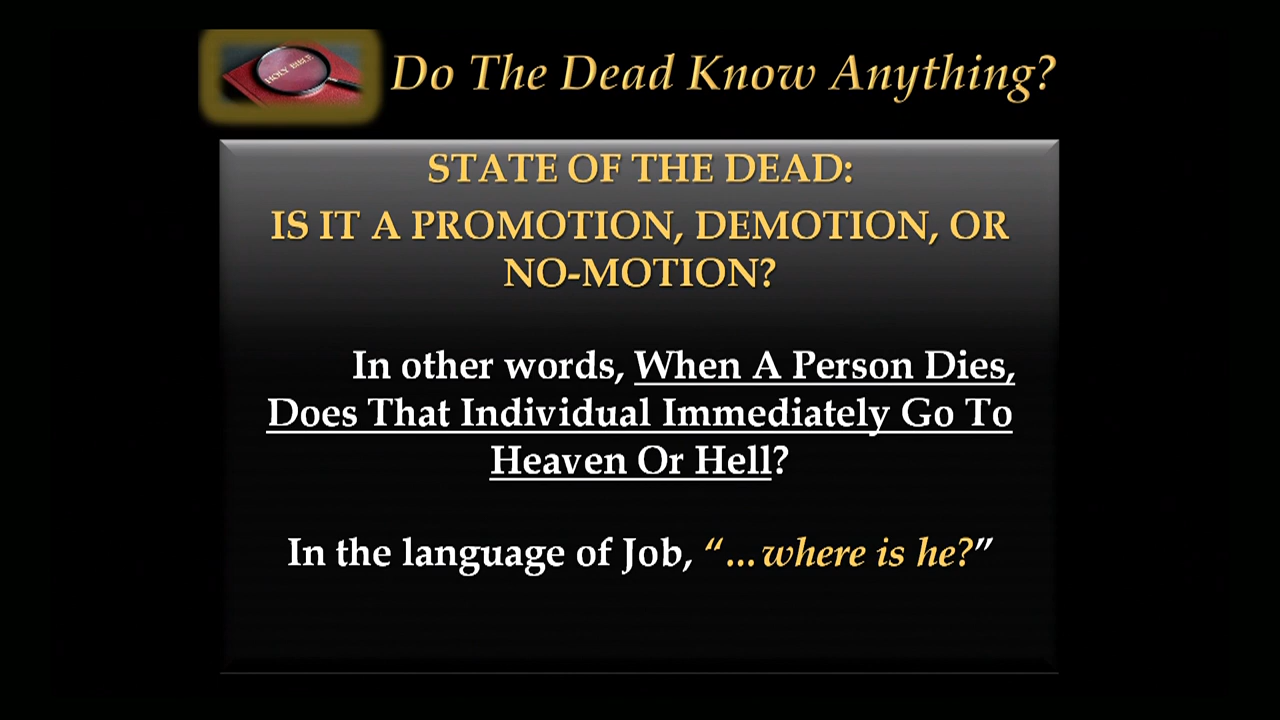 HOLY BIBLE
Do The Dead Know Anything?
STATE OF THE DEAD:
IS IT A PROMOTION, DEMOTION, OR
NO-MOTION?
In other words, When A Person Dies,
Does That Individual Immediately Go To
Heaven Or Hell?
In the language of Job, “…where is he?”